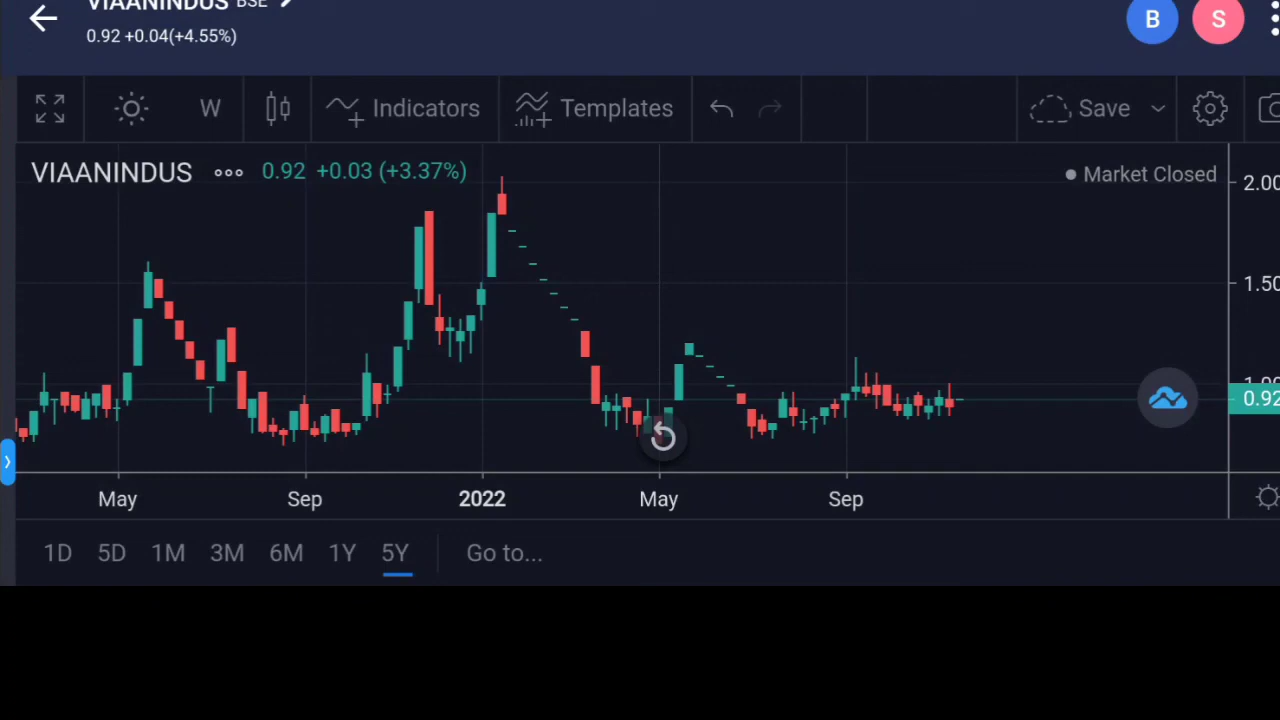 VIAANINDUS BSE
0.92 +0.04(+4.55%)
B S
W Indicators Templates Save
VIAANINDUS 0.92 +0.03 (+3.37%)
Market Closed
2.00
1.50
1.00
0.92
May Sep 2022 May Sep
1D 5D 1M 3M 6M 1Y 5Y Go to...